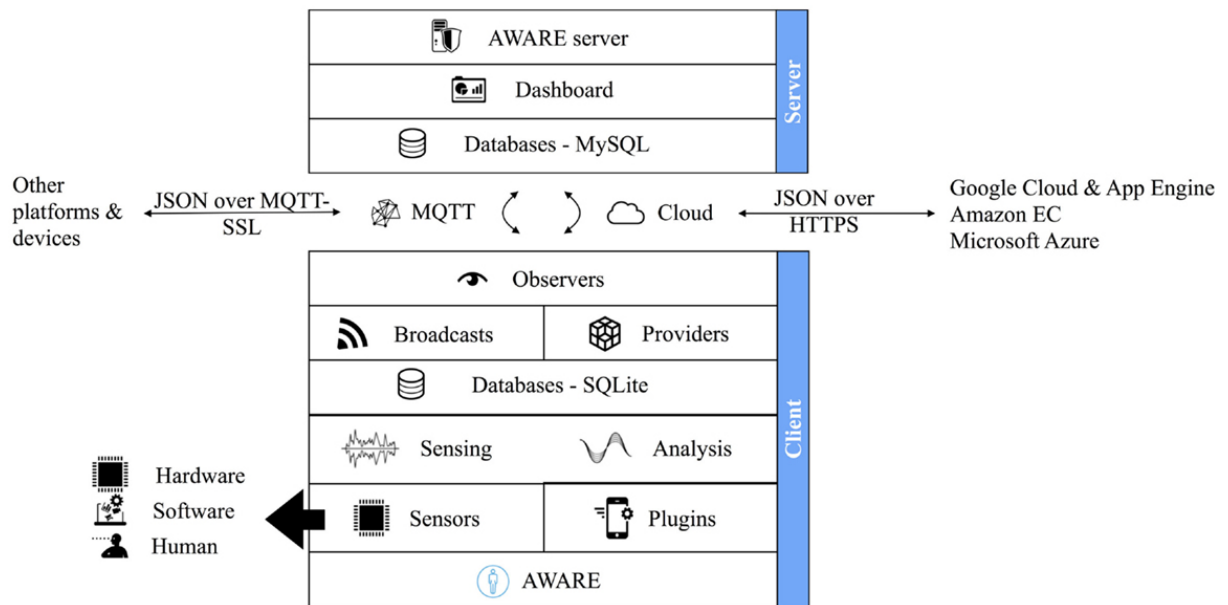 AWARE server
Dashboard
Databases - MySQL
Server
Other
platforms &
devices
JSON over MQTT-
SSL
MQTT
Cloud
JSON over
HTTPS
Google Cloud & App Engine
Amazon EC
Microsoft Azure
Observers
Broadcasts
Providers
Databases - SQLite
Sensing
Analysis
Client
Hardware
Software
Human
Sensors
Plugins
AWARE